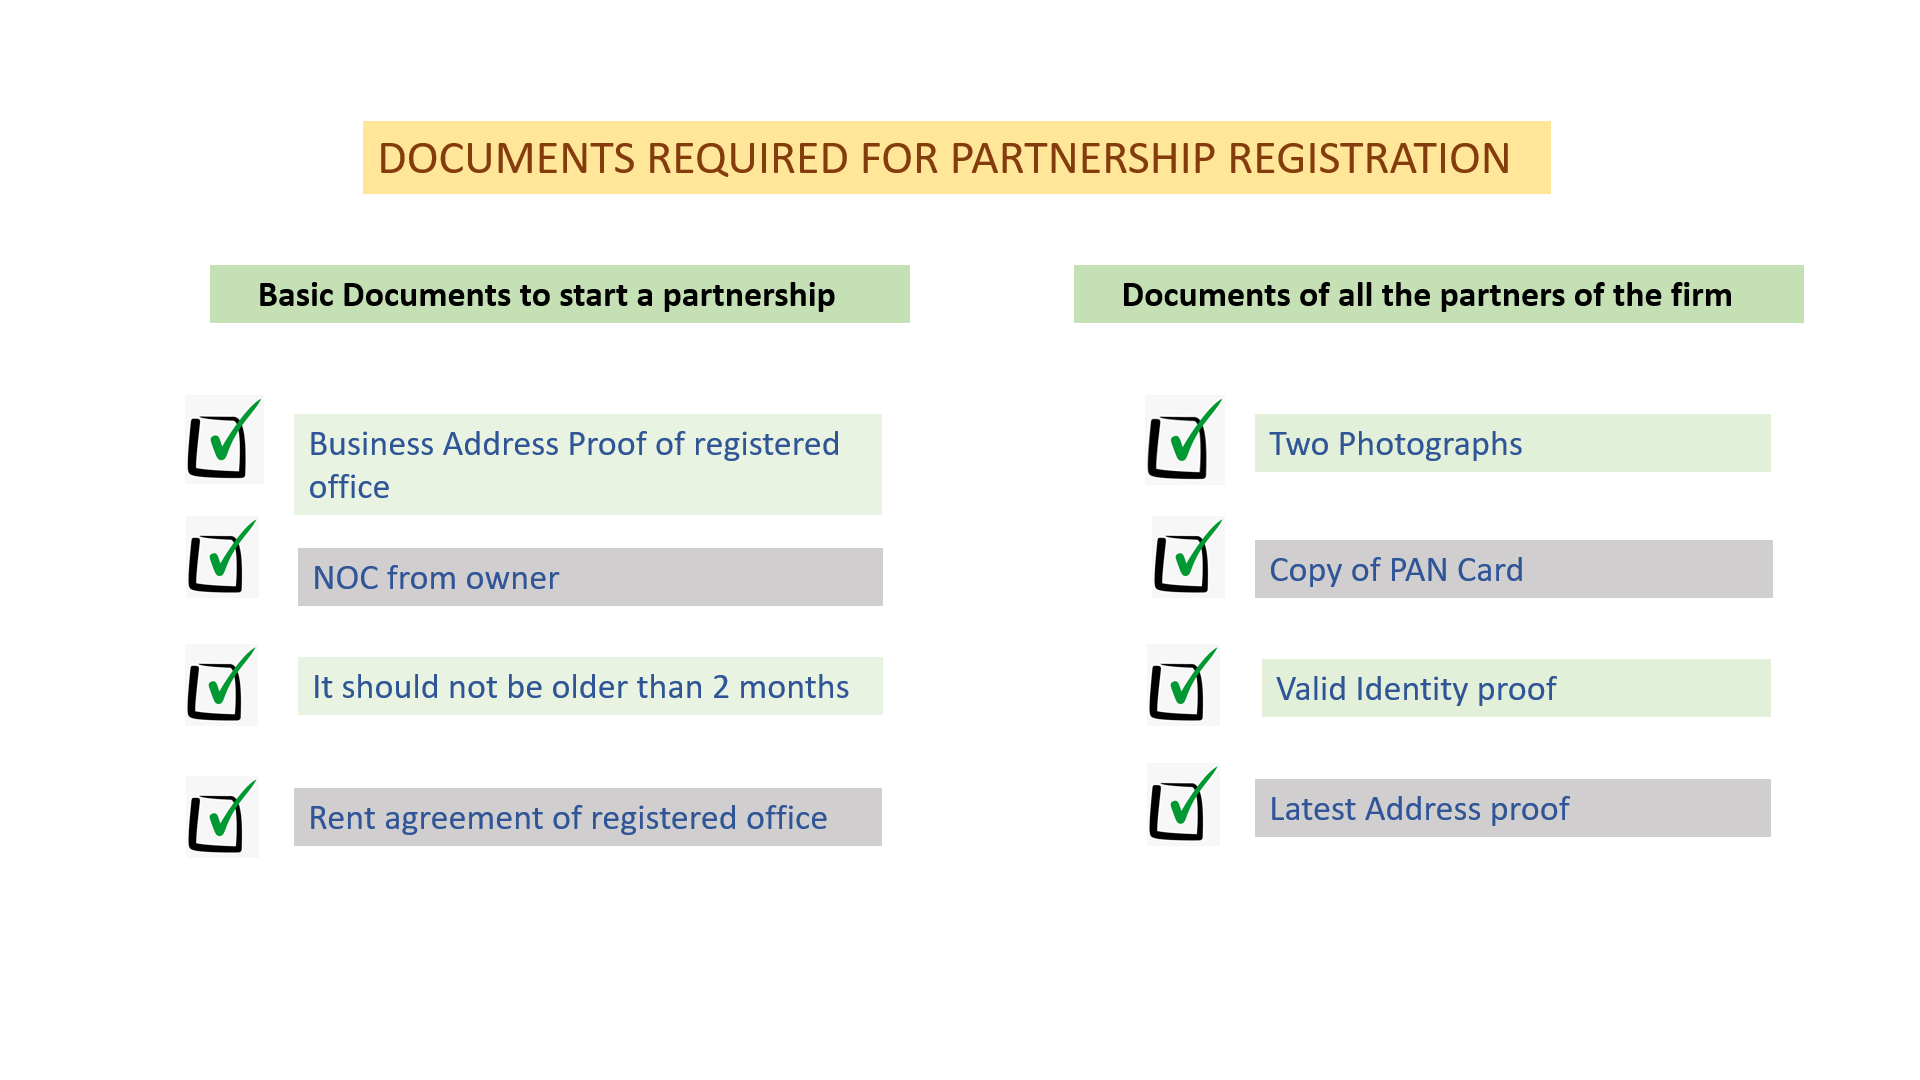 DOCUMENTS REQUIRED FOR PARTNERSHIP REGISTRATION
Basic Documents to start a partnership
Business Address Proof of registered
office
NOC from owner
It should not be older than 2 months
Rent agreement of registered office
Documents of all the partners of the firm
Two Photographs
Copy of PAN Card
Valid Identity proof
Latest Address proof